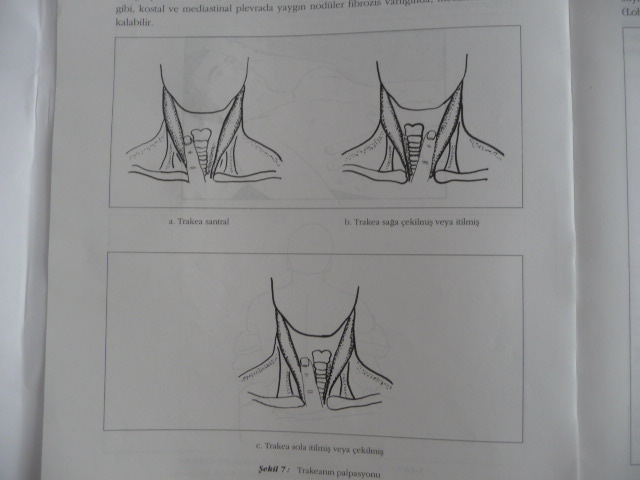 gibi, kostal ve mediastinal plevrada yaygın nodüler fibrozis varlığında,
kalabilir.
a. Trakea santral
b. Trakea sağa çekilmiş veya itilmiş
c. Trakea sola itilmiş veya çekilmiş
Şekil 7: Trakeanın palpasyonu